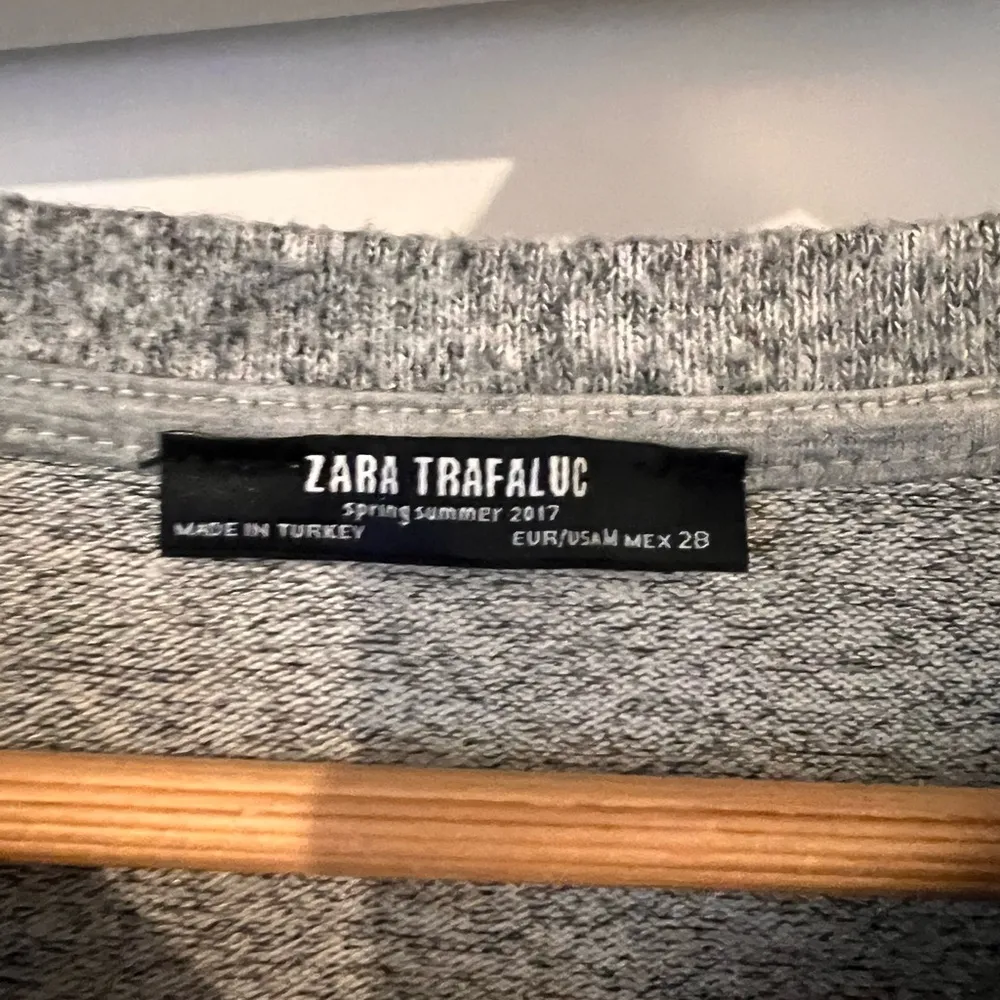 ZARA TRAFALUC
spring summer 2017
MADE IN TURKEY
EUR/USA M MEX 28